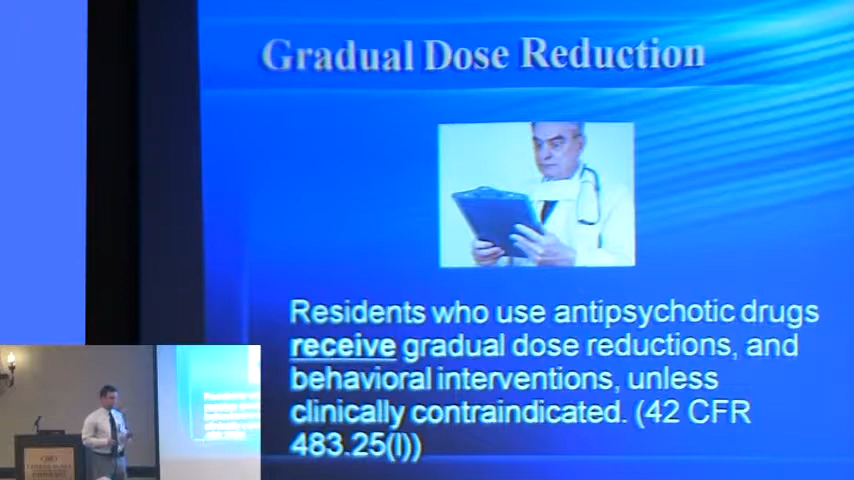 Gradual Dose Reduction
Residents who use antipsychotic drugs
receive gradual dose reductions, and
behavioral interventions, unless
clinically contraindicated. (42 CFR
483.25(l))